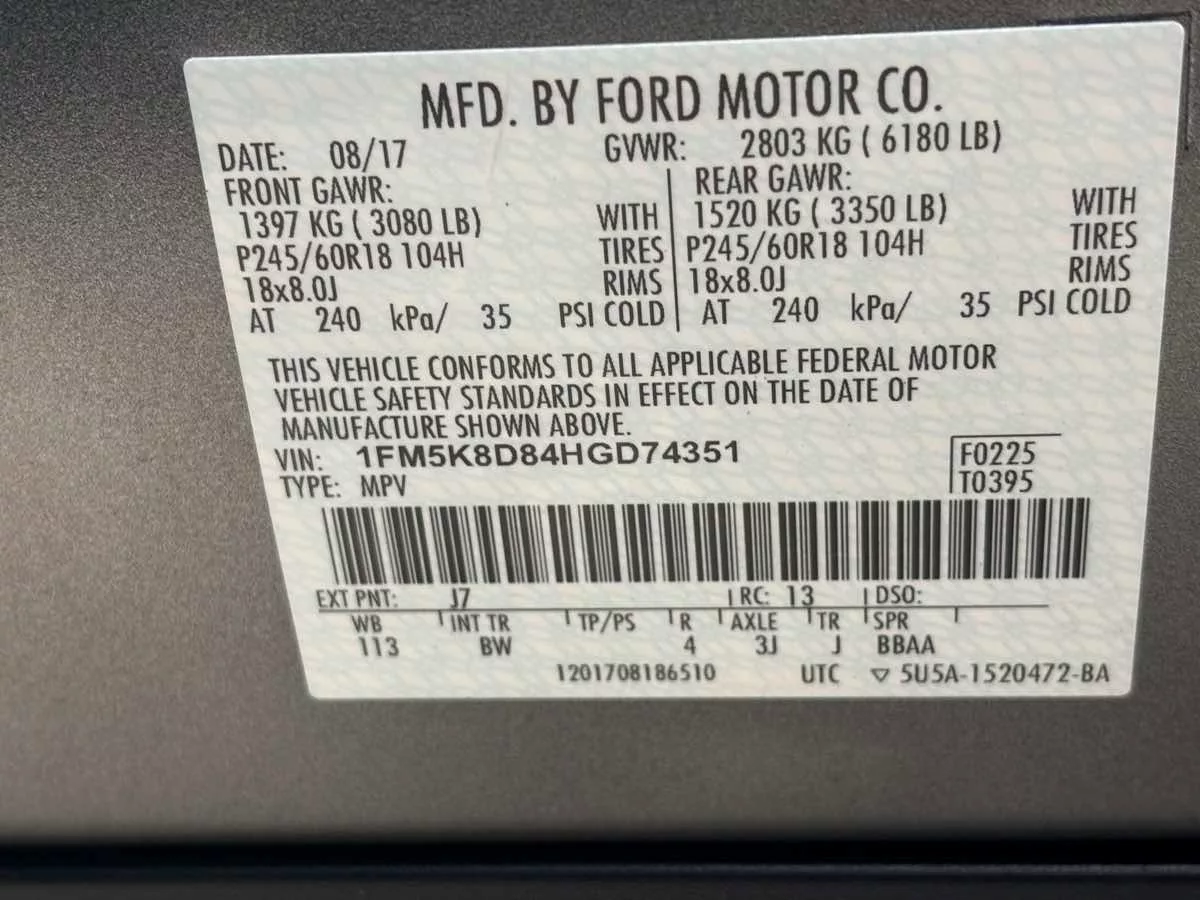 MFD. BY FORD MOTOR CO.
DATE: 08/17 GVWR: 2803 KG ( 6180 LB)
FRONT GAWR: REAR GAWR:
1397 KG ( 3080 LB) WITH 1520 KG ( 3350 LB) WITH
P245/60R18 104H TIRES P245/60R18 104H TIRES
18x8.0J RIMS 18x8.0J RIMS
AT 240 kPa/ 35 PSI COLD AT 240 kPa/ 35 PSI COLD
THIS VEHICLE CONFORMS TO ALL APPLICABLE FEDERAL MOTOR
VEHICLE SAFETY STANDARDS IN EFFECT ON THE DATE OF
MANUFACTURE SHOWN ABOVE.
VIN: 1FM5K8D84HGD74351 F0225
TYPE: MPV T0395
EXT PNT: J7 RC: 13 DSO:
WB INT TR TP/PS R AXLE TR SPR
113 BW 4 3J J BBAA
1201708186510 UTC ▽ 5U5A-1520472-BA